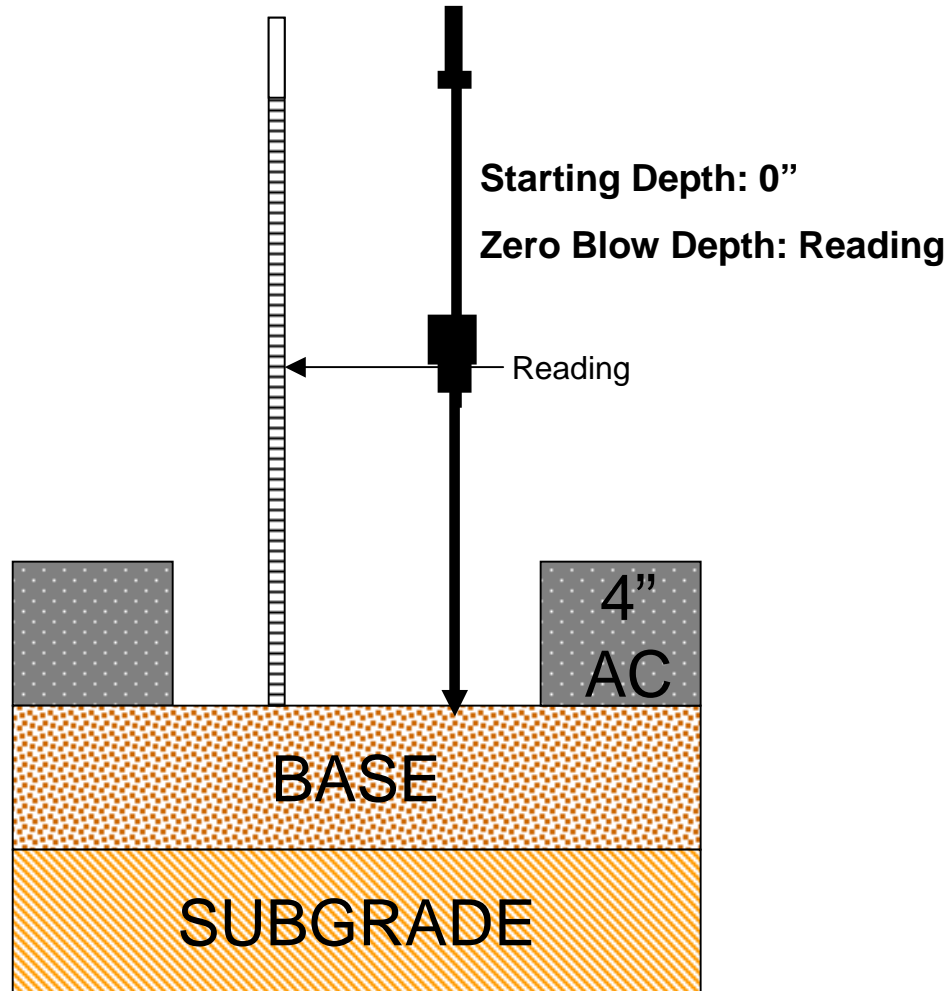 Starting Depth: 0”
Zero Blow Depth: Reading
Reading
4”
AC
BASE
SUBGRADE